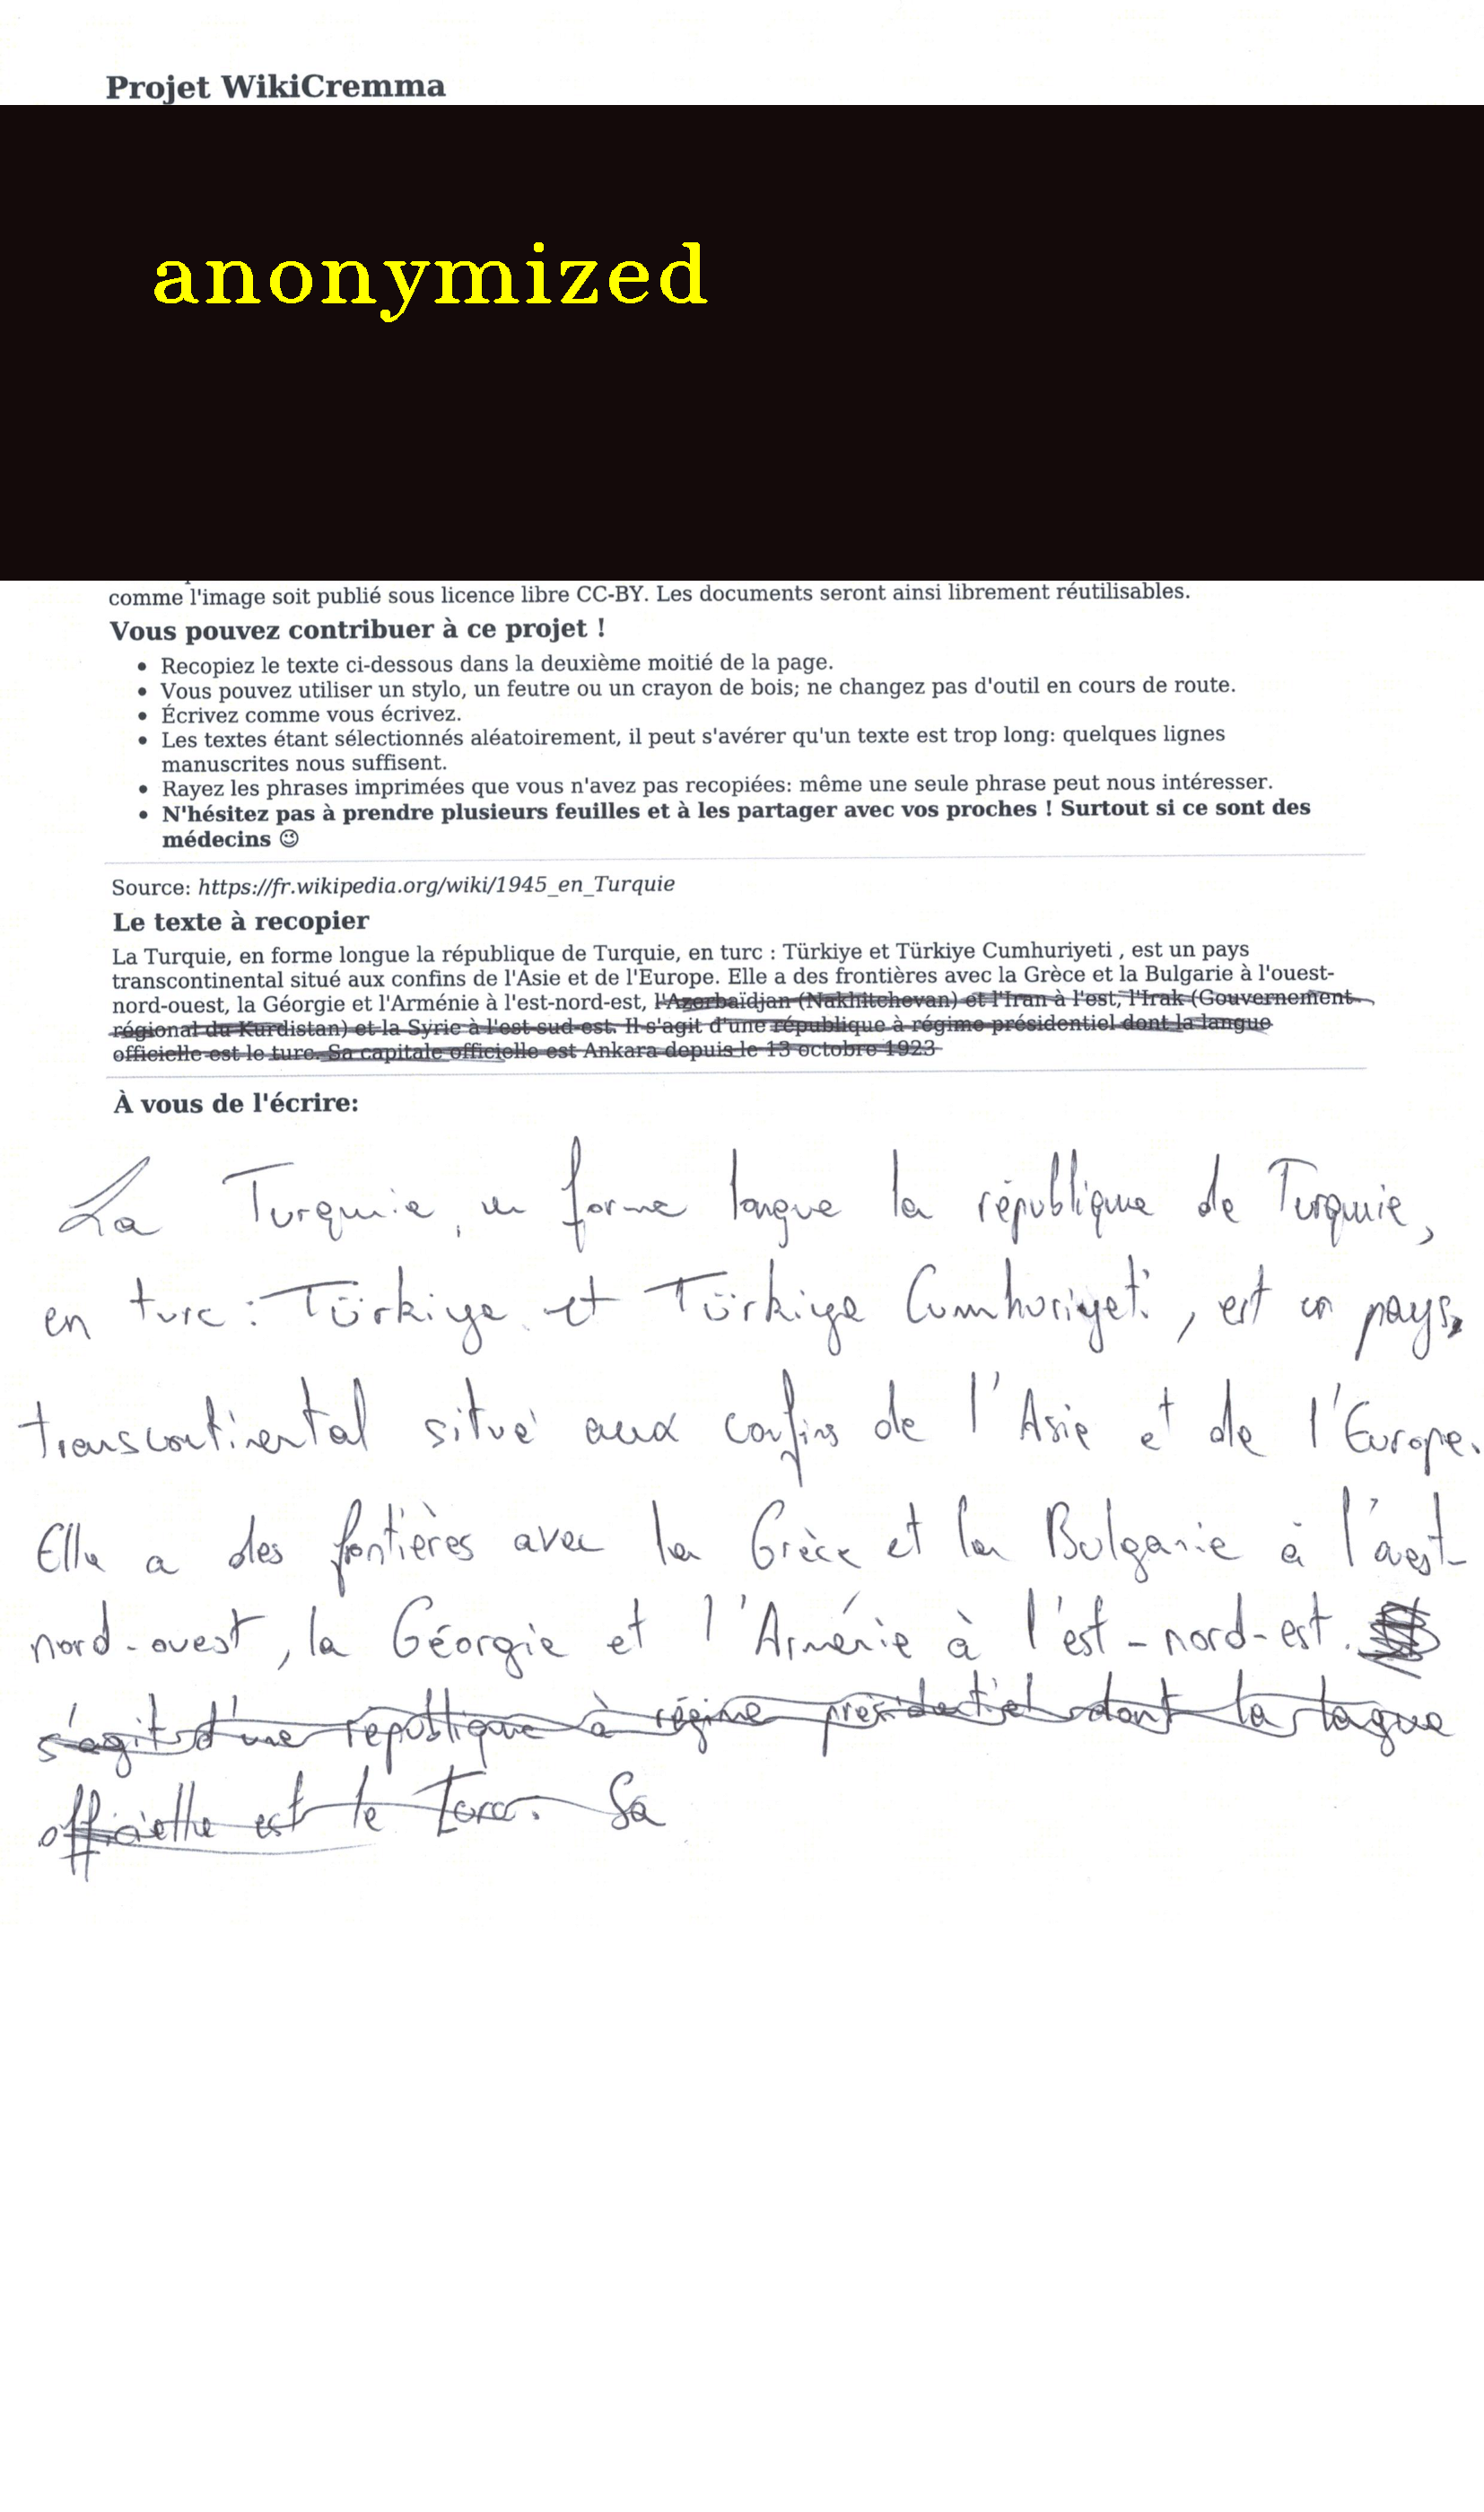 Projet WikiCremma
anonymized
comme l'image soit publié sous licence libre CC-BY. Les documents seront ainsi librement réutilisables.
Vous pouvez contribuer à ce projet !
• Recopiez le texte ci-dessous dans la deuxième moitié de la page.
• Vous pouvez utiliser un stylo, un feutre ou un crayon de bois; ne changez pas d'outil en cours de route.
• Écrivez comme vous écrivez.
• Les textes étant sélectionnés aléatoirement, il peut s'avérer qu'un texte est trop long: quelques lignes
manuscrites nous suffisent.
• Rayez les phrases imprimées que vous n'avez pas recopiées: même une seule phrase peut nous intéresser.
• N'hésitez pas à prendre plusieurs feuilles et à les partager avec vos proches ! Surtout si ce sont des
médecins 😉
Source: https://fr.wikipedia.org/wiki/1945_en_Turquie
Le texte à recopier
La Turquie, en forme longue la république de Turquie, en turc : Türkiye et Türkiye Cumhuriyeti , est un pays
transcontinental situé aux confins de l'Asie et de l'Europe. Elle a des frontières avec la Grèce et la Bulgarie à l'ouest-
nord-ouest, la Géorgie et l'Arménie à l'est-nord-est, l'Azerbaïdjan (Nakhitchevan) et l'Iran à l'est, l'Irak (Gouvernement
régional du Kurdistan) et la Syrie à l'est-sud-est. Il s'agit d'une république à régime présidentiel dont la langue
officielle est le turc. Sa capitale officielle est Ankara depuis le 13 octobre 1923
À vous de l'écrire:
La Turquie, en forme longue la république de Turquie,
en turc : Türkiye et Türkiye Cumhuriyeti, est un pays
transcontinental situé aux confins de l'Asie et de l'Europe.
Elle a des frontières avec la Grèce et la Bulgarie à l'ouest-
nord-ouest, la Géorgie et l'Arménie à l'est-nord-est.
s'agit d'une république à régime présidentiel dont la lague
officielle est le turc. Sa